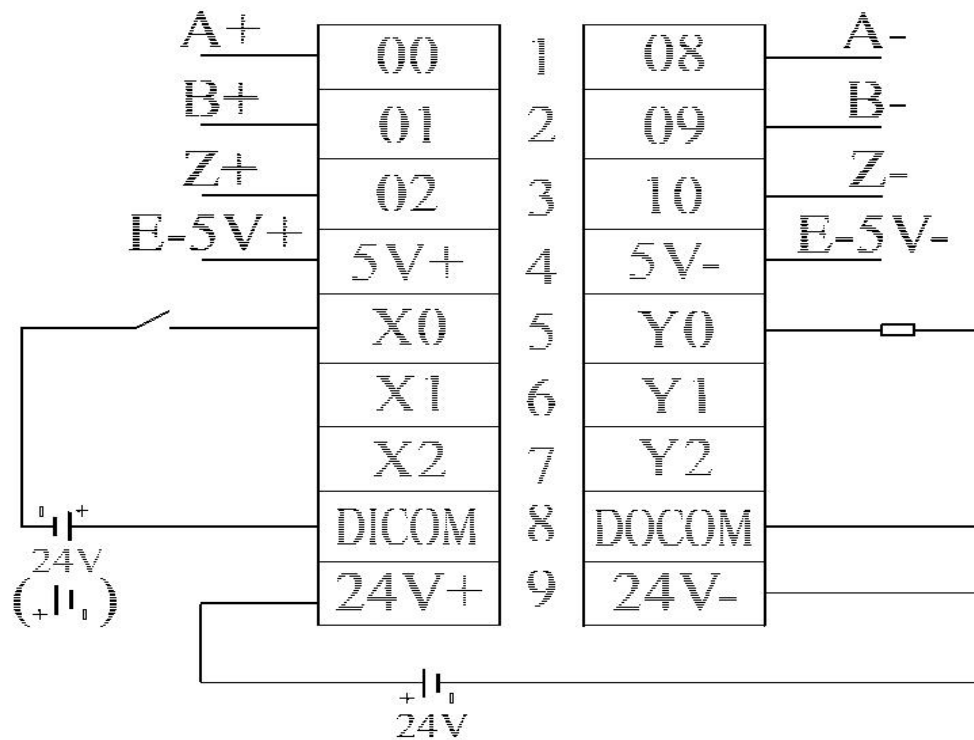 A+ 00 1 08 A-
B+ 01 2 09 B-
Z+ 02 3 10 Z-
E-5V+ 5V+ 4 5V- E-5V-
X0 5 Y0
X1 6 Y1
X2 7 Y2
DICOM 8 DOCOM
+
24V
24V+ 9 24V-
( + )
+
24V